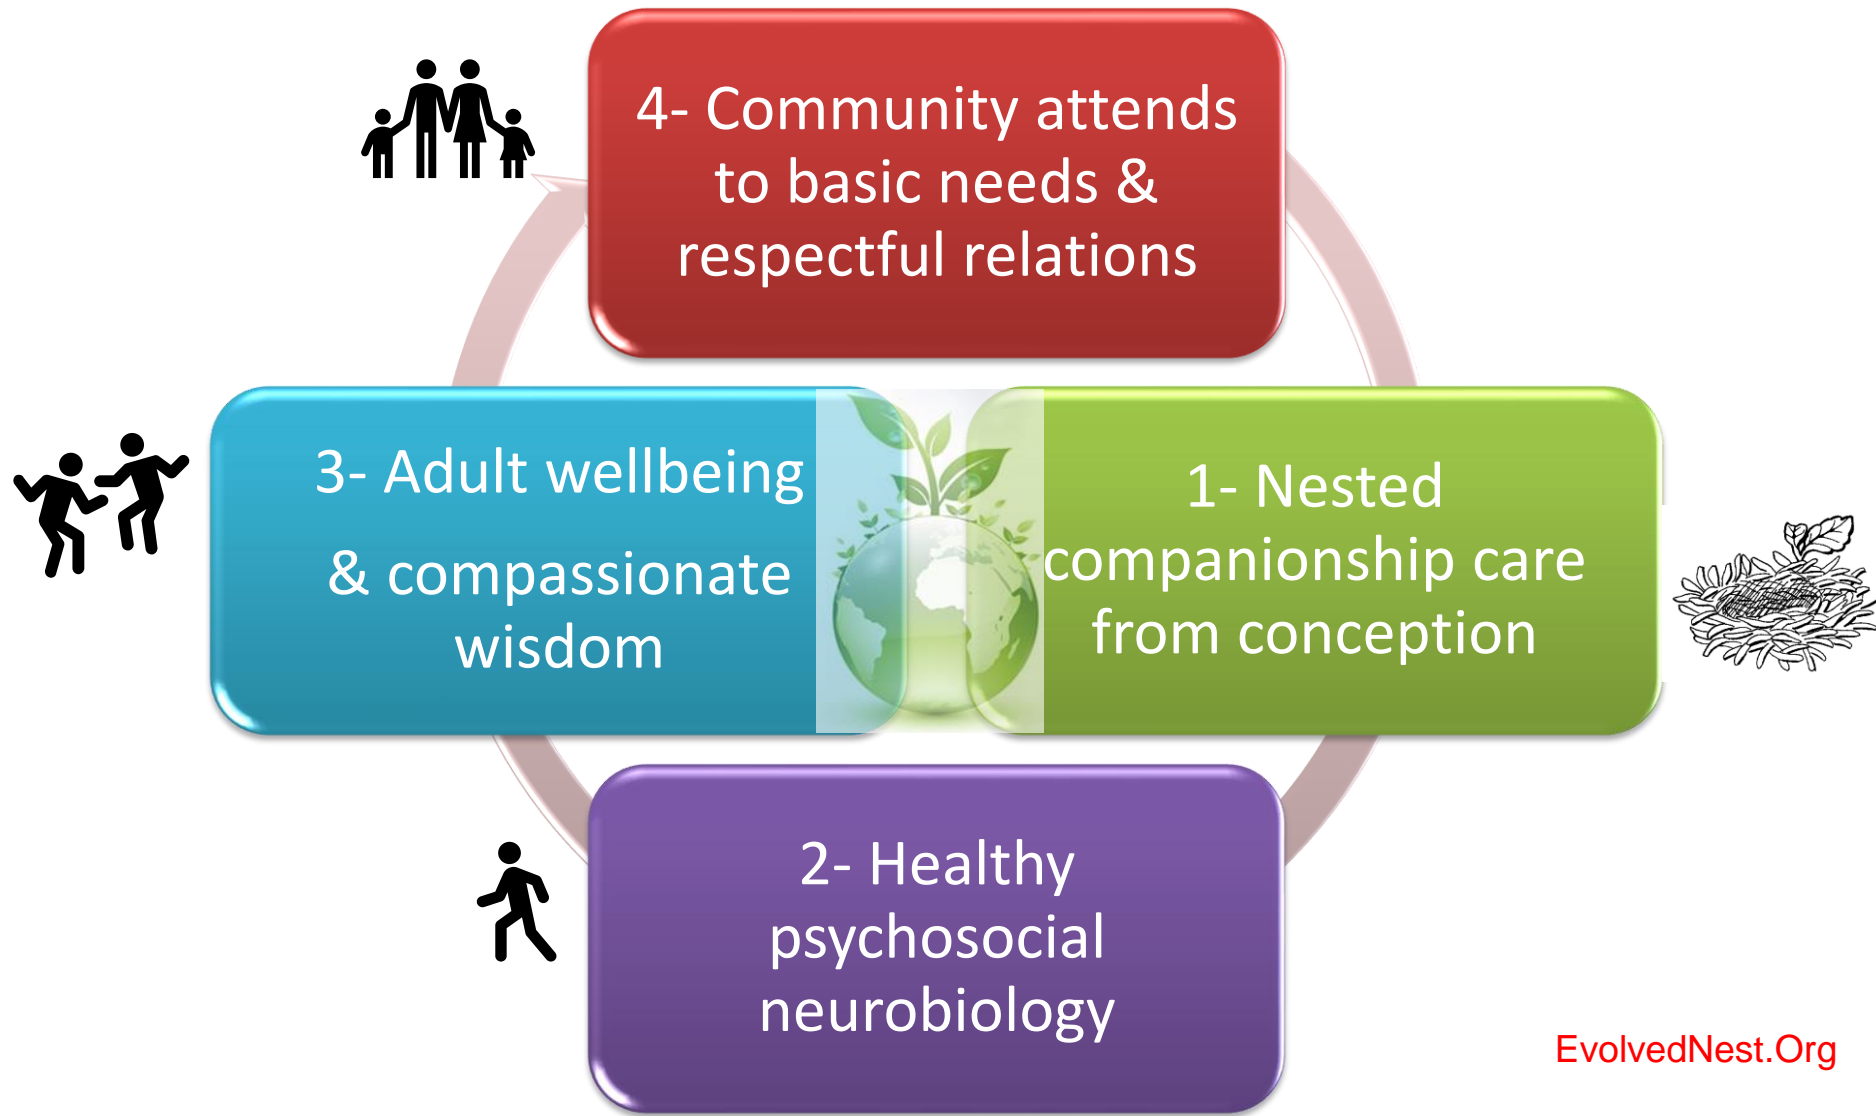 4- Community attends
to basic needs &
respectful relations
3- Adult wellbeing
& compassionate
wisdom
1- Nested
companionship care
from conception
2- Healthy
psychosocial
neurobiology
EvolvedNest.Org